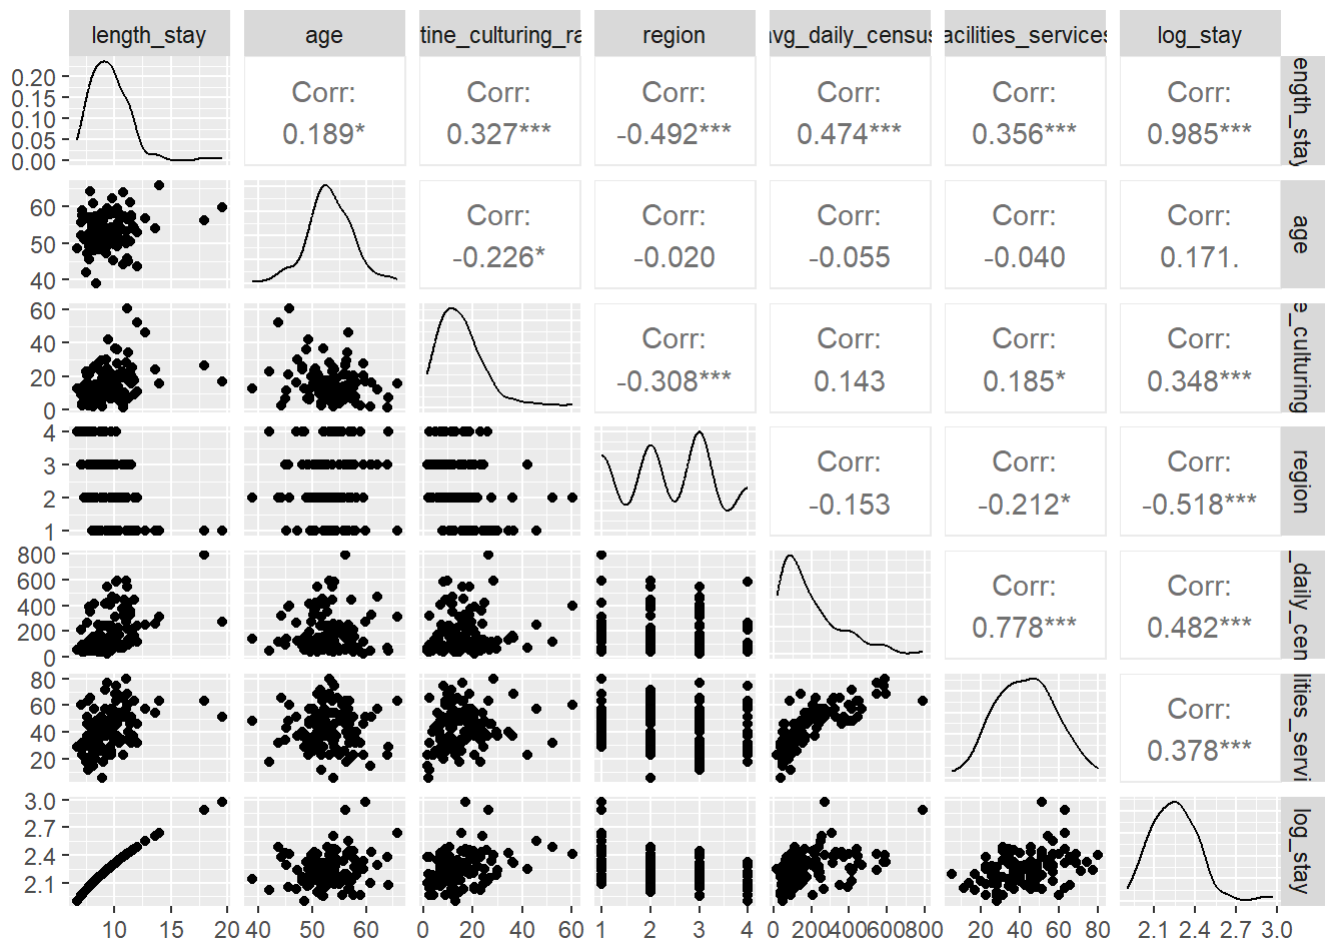 length_stay age tine_culturing_ra region avg_daily_census acilities_services log_stay
0.20
0.15
0.10
0.05
0.00
Corr:
0.189*
Corr:
0.327***
Corr:
-0.492***
Corr:
0.474***
Corr:
0.356***
Corr:
0.985***
ength_stay
60
50
40
Corr:
-0.226*
Corr:
-0.020
Corr:
-0.055
Corr:
-0.040
Corr:
0.171.
age
60
40
20
0
Corr:
-0.308***
Corr:
0.143
Corr:
0.185*
Corr:
0.348***
e_culturing
4
3
2
1
Corr:
-0.153
Corr:
-0.212*
Corr:
-0.518***
region
800
600
400
200
0
Corr:
0.778***
Corr:
0.482***
_daily_cen
80
60
40
20
Corr:
0.378***
lities_servi
3.0
2.7
2.4
2.1
log_stay
10 15 20 40 50 60 0 20 40 60 1 2 3 4 0 200400600800 20 40 60 80 2.1 2.4 2.7 3.0